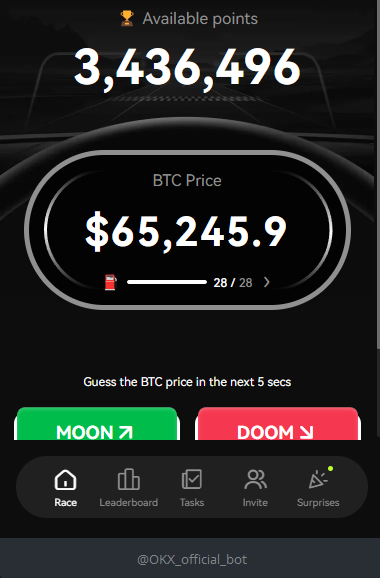 🏆 Available points
3,436,496
BTC Price
$65,245.9
28 / 28 >
Guess the BTC price in the next 5 secs
MOON ↗ DOOM ↘
Race Leaderboard Tasks Invite Surprises
@OKX_official_bot